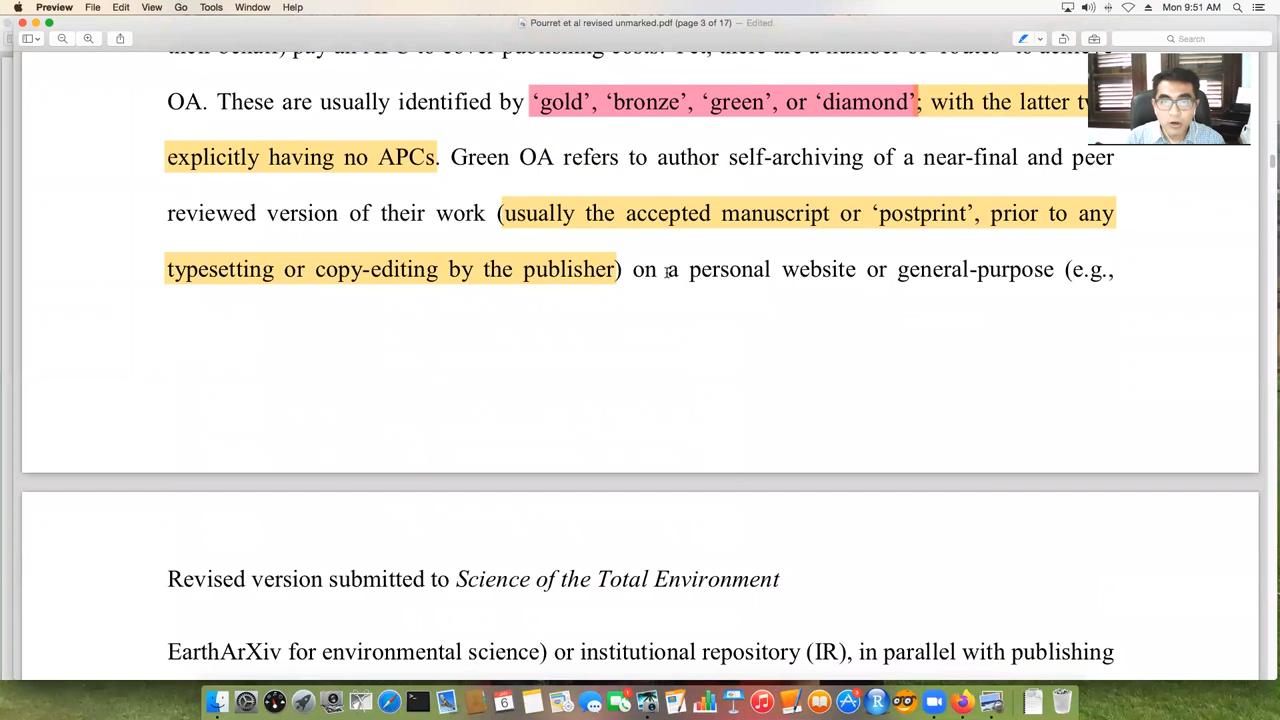 Preview File Edit View Go Tools Window Help Mon 9:51 AM
Pourret et al revised unmarked.pdf (page 3 of 17) — Edited
Search
OA. These are usually identified by ‘gold’, ‘bronze’, ‘green’, or ‘diamond’; with the latter
explicitly having no APCs. Green OA refers to author self-archiving of a near-final and peer
reviewed version of their work (usually the accepted manuscript or ‘postprint’, prior to any
typesetting or copy-editing by the publisher) on a personal website or general-purpose (e.g.,
Revised version submitted to Science of the Total Environment
EarthArXiv for environmental science) or institutional repository (IR), in parallel with publishing